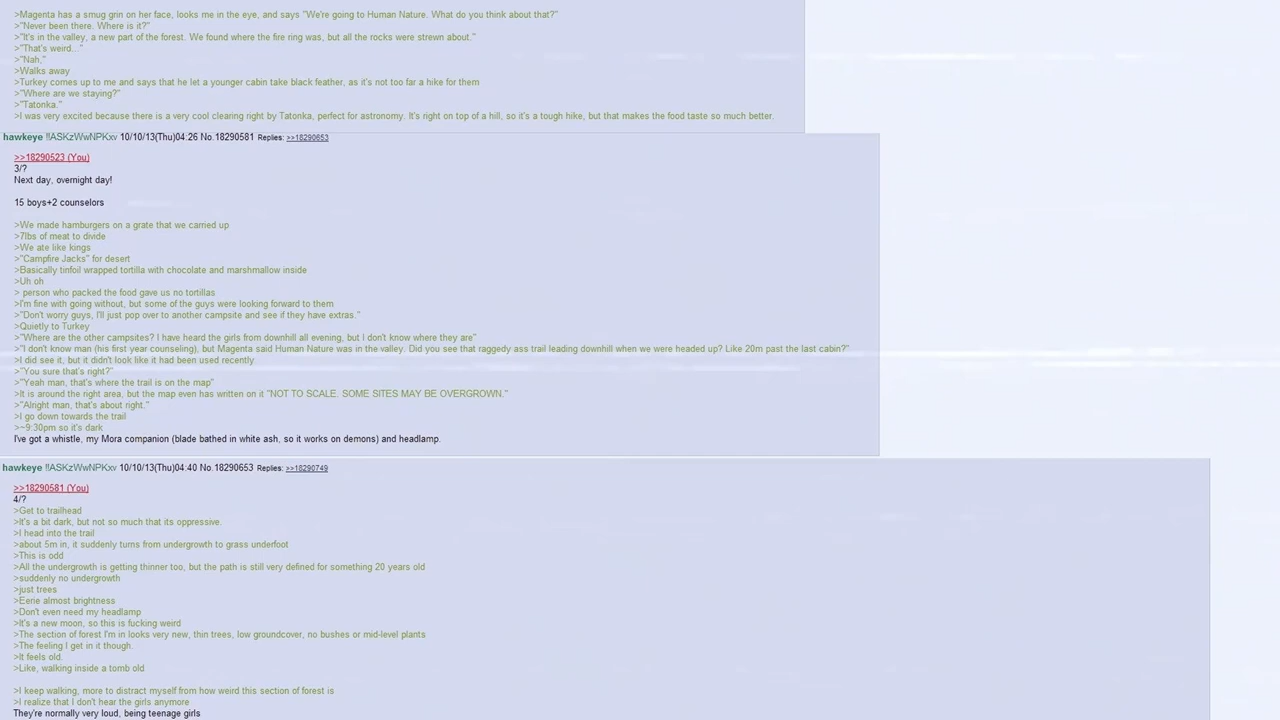 >Magenta has a smug grin on her face, looks me in the eye, and says "We're going to Human Nature. What do you think about that?"
>"Never been there. Where is it?"
>"It's in the valley, a new part of the forest. We found where the fire ring was, but all the rocks were strewn about."
>"That's weird..."
>"Nah,"
>Walks away
>Turkey comes up to me and says that he let a younger cabin take black feather, as it's not too far a hike for them
>"Where are we staying?"
>"Tatonka."
>I was very excited because there is a very cool clearing right by Tatonka, perfect for astronomy. It's right on top of a hill, so it's a tough hike, but that makes the food taste so much better.
hawkeye !!ASKzWwNPKxv 10/10/13(Thu)04:26 No.18290581 Replies: >>18290653
>>18290523 (You)
3/?
Next day, overnight day!
15 boys+2 counselors
>We made hamburgers on a grate that we carried up
>7lbs of meat to divide
>We ate like kings
>"Campfire Jacks" for desert
>Basically tinfoil wrapped tortilla with chocolate and marshmallow inside
>Uh oh
> person who packed the food gave us no tortillas
>I'm fine with going without, but some of the guys were looking forward to them
>"Don't worry guys, I'll just pop over to another campsite and see if they have extras."
>Quietly to Turkey
>"Where are the other campsites? I have heard the girls from downhill all evening, but I don't know where they are"
>"I don't know man (his first year counseling), but Magenta said Human Nature was in the valley. Did you see that raggedy ass trail leading downhill when we were headed up? Like 20m past the last cabin?"
>I did see it, but it didn't look like it had been used recently
>"You sure that's right?"
>"Yeah man, that's where the trail is on the map"
>It is around the right area, but the map even has written on it "NOT TO SCALE. SOME SITES MAY BE OVERGROWN."
>"Alright man, that's about right."
>I go down towards the trail
>~9:30pm so it's dark
I've got a whistle, my Mora companion (blade bathed in white ash, so it works on demons) and headlamp.
hawkeye !!ASKzWwNPKxv 10/10/13(Thu)04:40 No.18290653 Replies: >>18290749
>>18290581 (You)
4/?
>Get to trailhead
>It's a bit dark, but not so much that its oppressive.
>I head into the trail
>about 5m in, it suddenly turns from undergrowth to grass underfoot
>This is odd
>All the undergrowth is getting thinner too, but the path is still very defined for something 20 years old
>suddenly no undergrowth
>just trees
>Eerie almost brightness
>Don't even need my headlamp
>It's a new moon, so this is fucking weird
>The section of forest I'm in looks very new, thin trees, low groundcover, no bushes or mid-level plants
>The feeling I get in it though.
>It feels old.
>Like, walking inside a tomb old
>I keep walking, more to distract myself from how weird this section of forest is
>I realize that I don't hear the girls anymore
They're normally very loud, being teenage girls